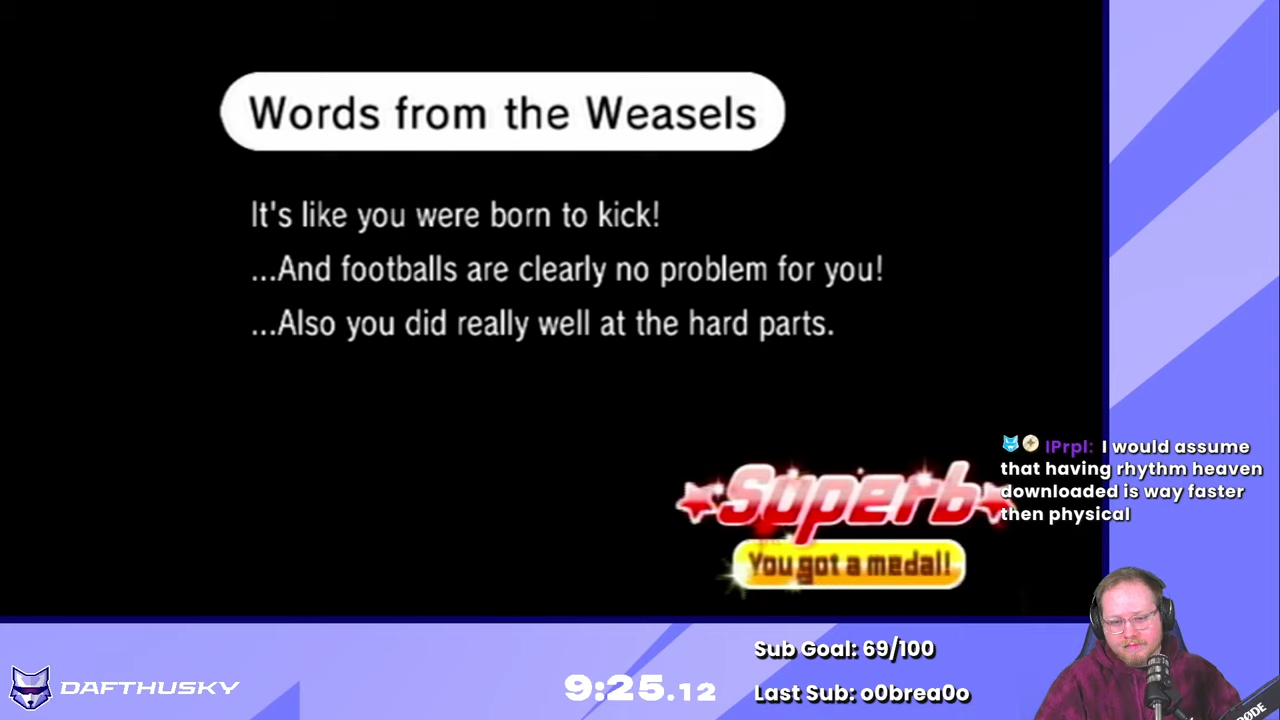 Words from the Weasels
It's like you were born to kick!
...And footballs are clearly no problem for you!
...Also you did really well at the hard parts.
Superb
You got a medal!
IPrpl: I would assume
that having rhythm heaven
downloaded is way faster
then physical
Sub Goal: 69/100
DAFTHUSKY
9:25.12
Last Sub: o0brea0o
RØDE